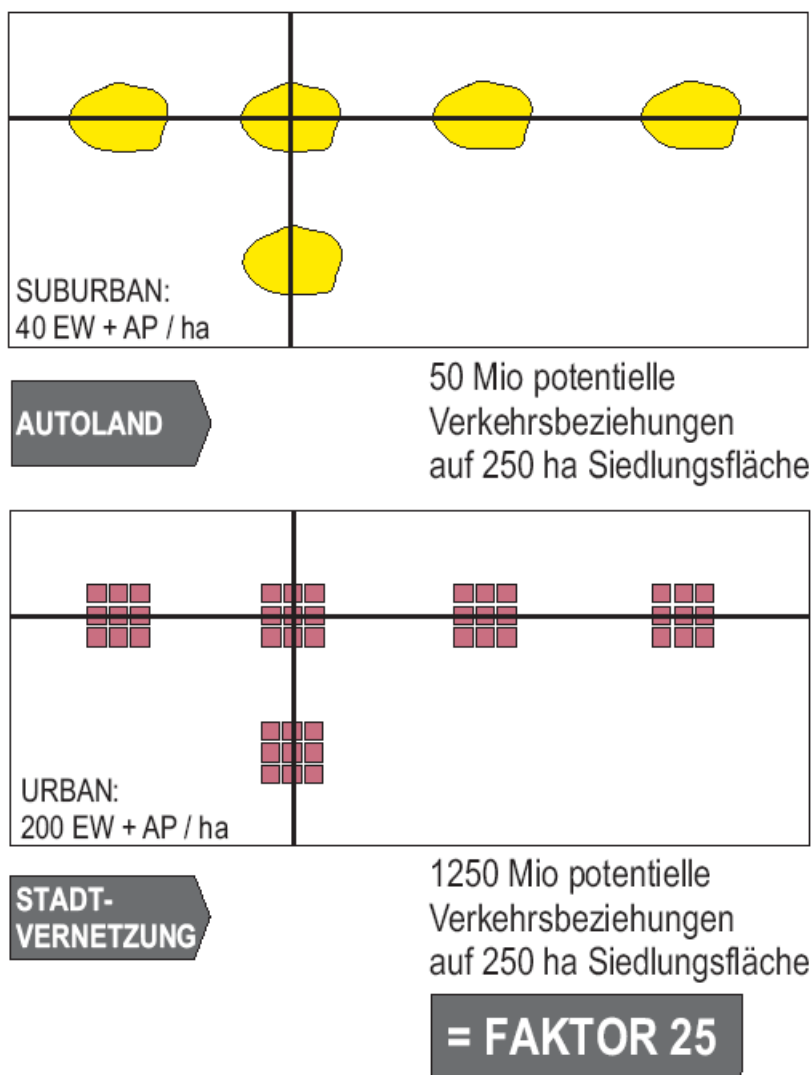 SUBURBAN:
40 EW + AP / ha
AUTOLAND
50 Mio potentielle
Verkehrsbeziehungen
auf 250 ha Siedlungsfläche
URBAN:
200 EW + AP / ha
STADT-
VERNETZUNG
1250 Mio potentielle
Verkehrsbeziehungen
auf 250 ha Siedlungsfläche
= FAKTOR 25